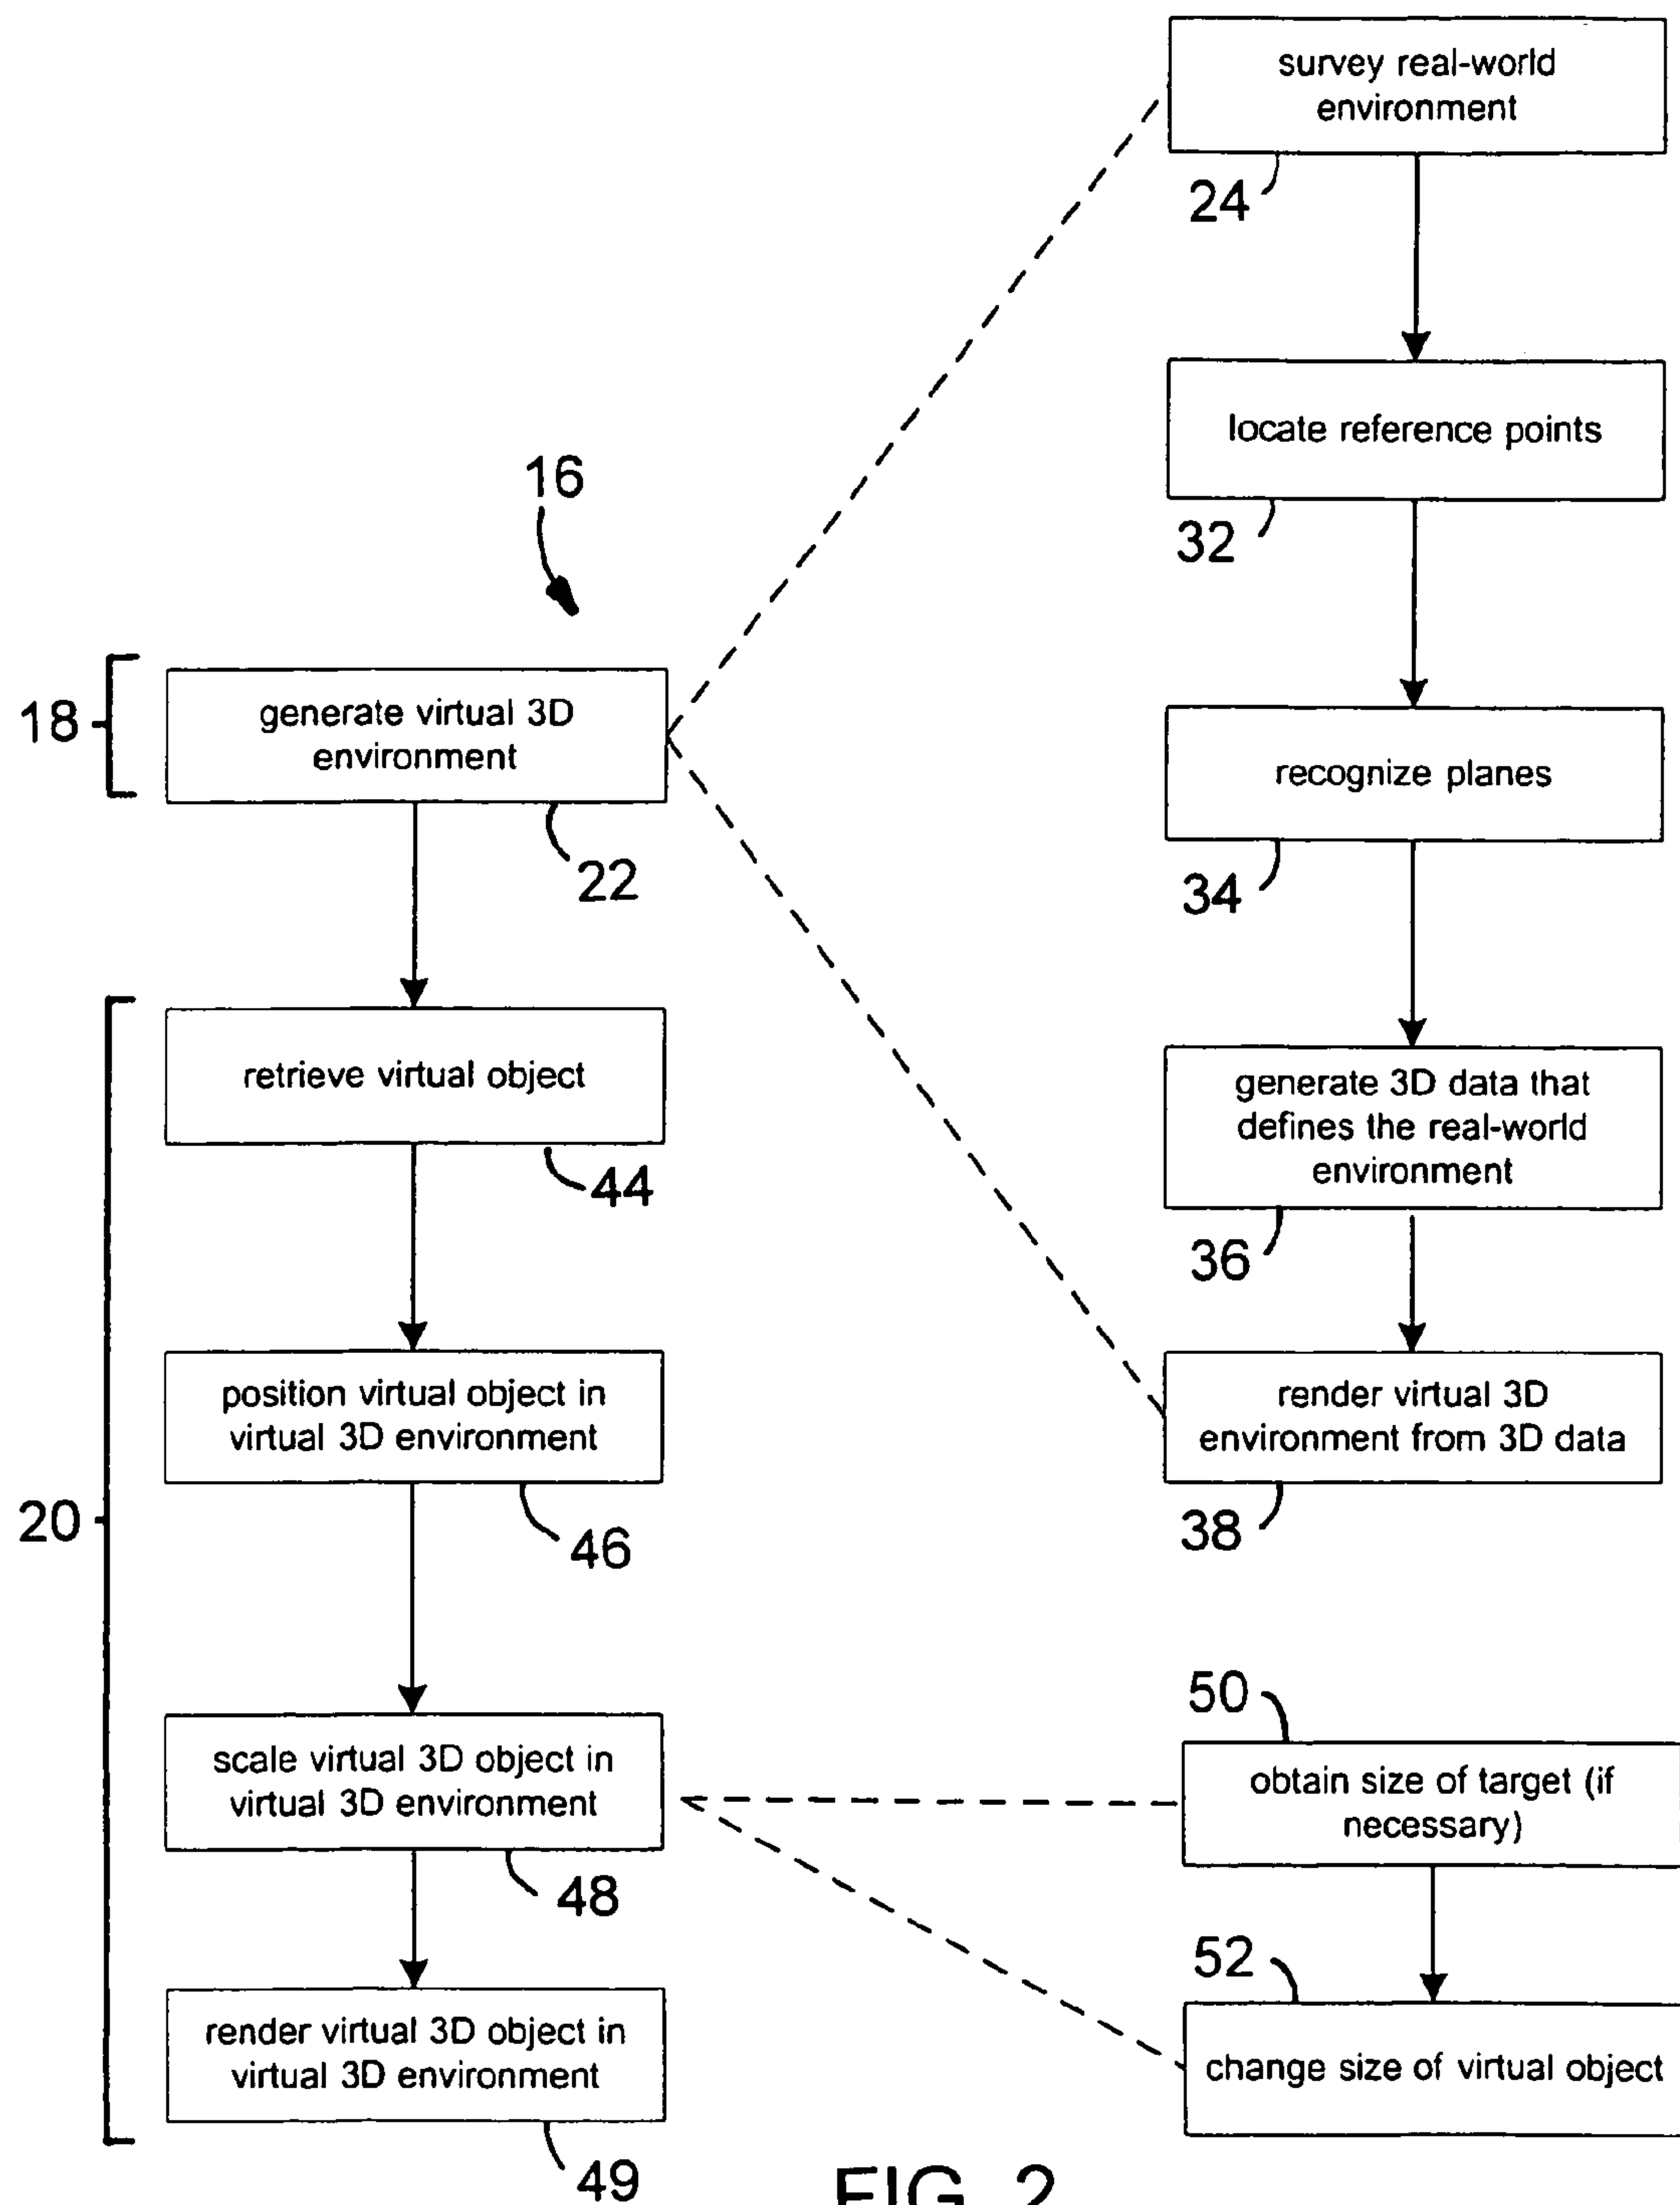 survey real-world
environment
24
locate reference points
32
16
18
generate virtual 3D
environment
22
recognize planes
34
retrieve virtual object
44
generate 3D data that
defines the real-world
environment
36
position virtual object in
virtual 3D environment
46
render virtual 3D
environment from 3D data
38
20
scale virtual 3D object in
virtual 3D environment
48
50
obtain size of target (if
necessary)
52
change size of virtual object
render virtual 3D object in
virtual 3D environment
49
FIG. 2